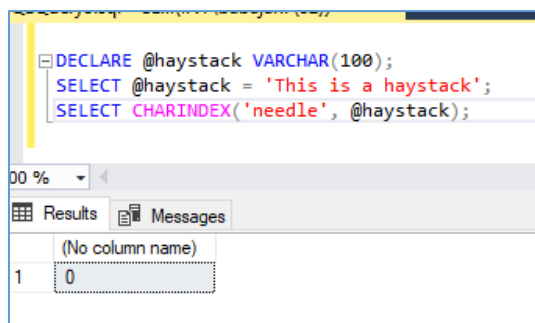 DECLARE @haystack VARCHAR(100);
SELECT @haystack = 'This is a haystack';
SELECT CHARINDEX('needle', @haystack);
00 %
Results Messages
(No column name)
1 0